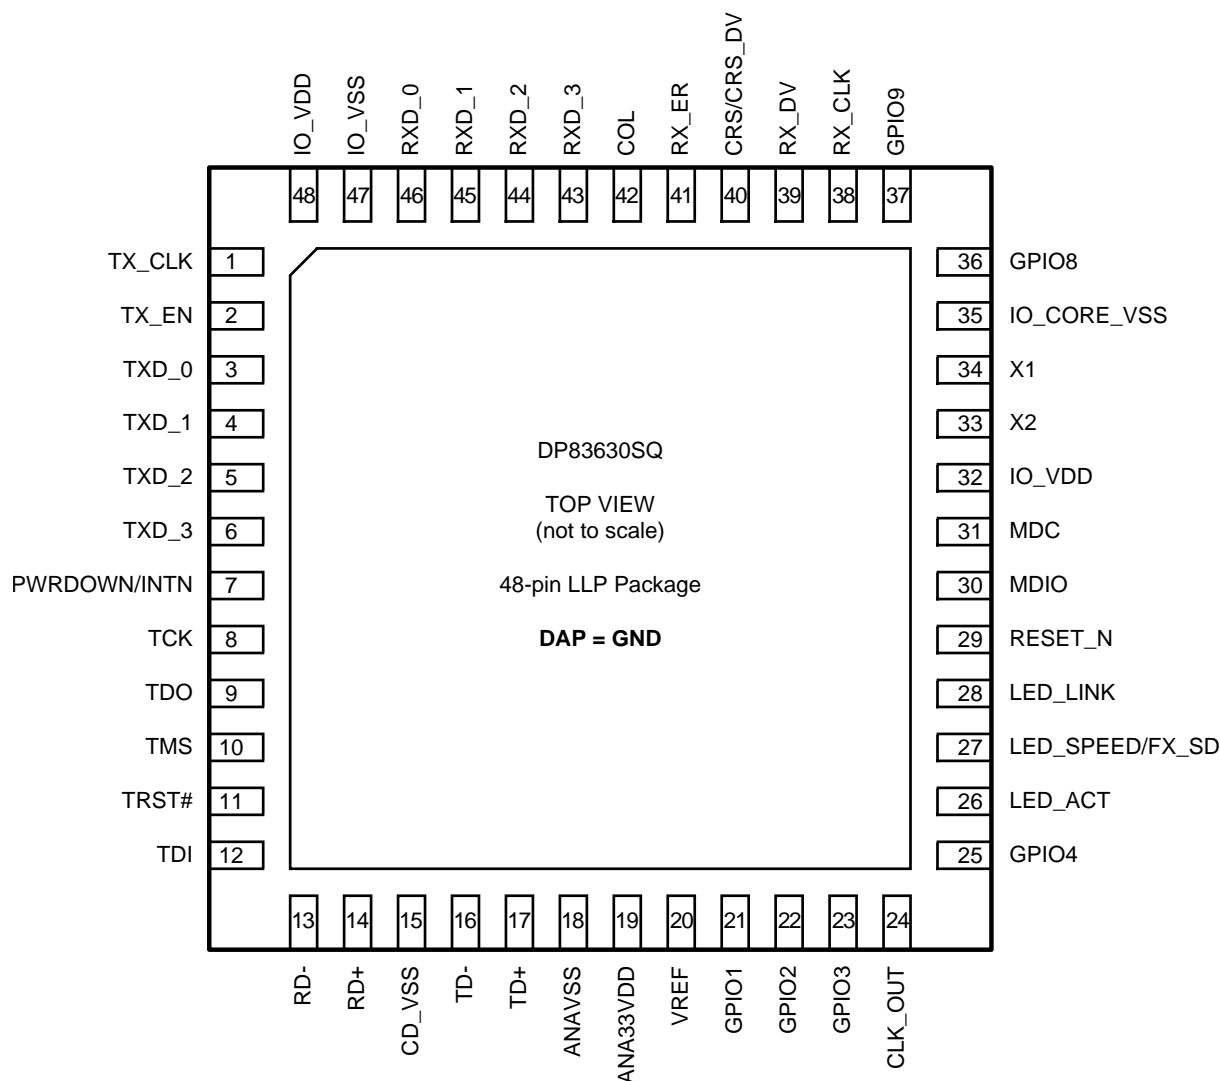 IO_VDD
IO_VSS
RXD_0
RXD_1
RXD_2
RXD_3
COL
RX_ER
CRS/CRS_DV
RX_DV
RX_CLK
GPIO9
48
47
46
45
44
43
42
41
40
39
38
37
TX_CLK 1
TX_EN 2
TXD_0 3
TXD_1 4
TXD_2 5
TXD_3 6
PWRDOWN/INTN 7
TCK 8
TDO 9
TMS 10
TRST# 11
TDI 12
DP83630SQ
TOP VIEW
(not to scale)
48-pin LLP Package
DAP = GND
36 GPIO8
35 IO_CORE_VSS
34 X1
33 X2
32 IO_VDD
31 MDC
30 MDIO
29 RESET_N
28 LED_LINK
27 LED_SPEED/FX_SD
26 LED_ACT
25 GPIO4
13
14
15
16
17
18
19
20
21
22
23
24
RD-
RD+
CD_VSS
TD-
TD+
ANAVSS
ANA33VDD
VREF
GPIO1
GPIO2
GPIO3
CLK_OUT